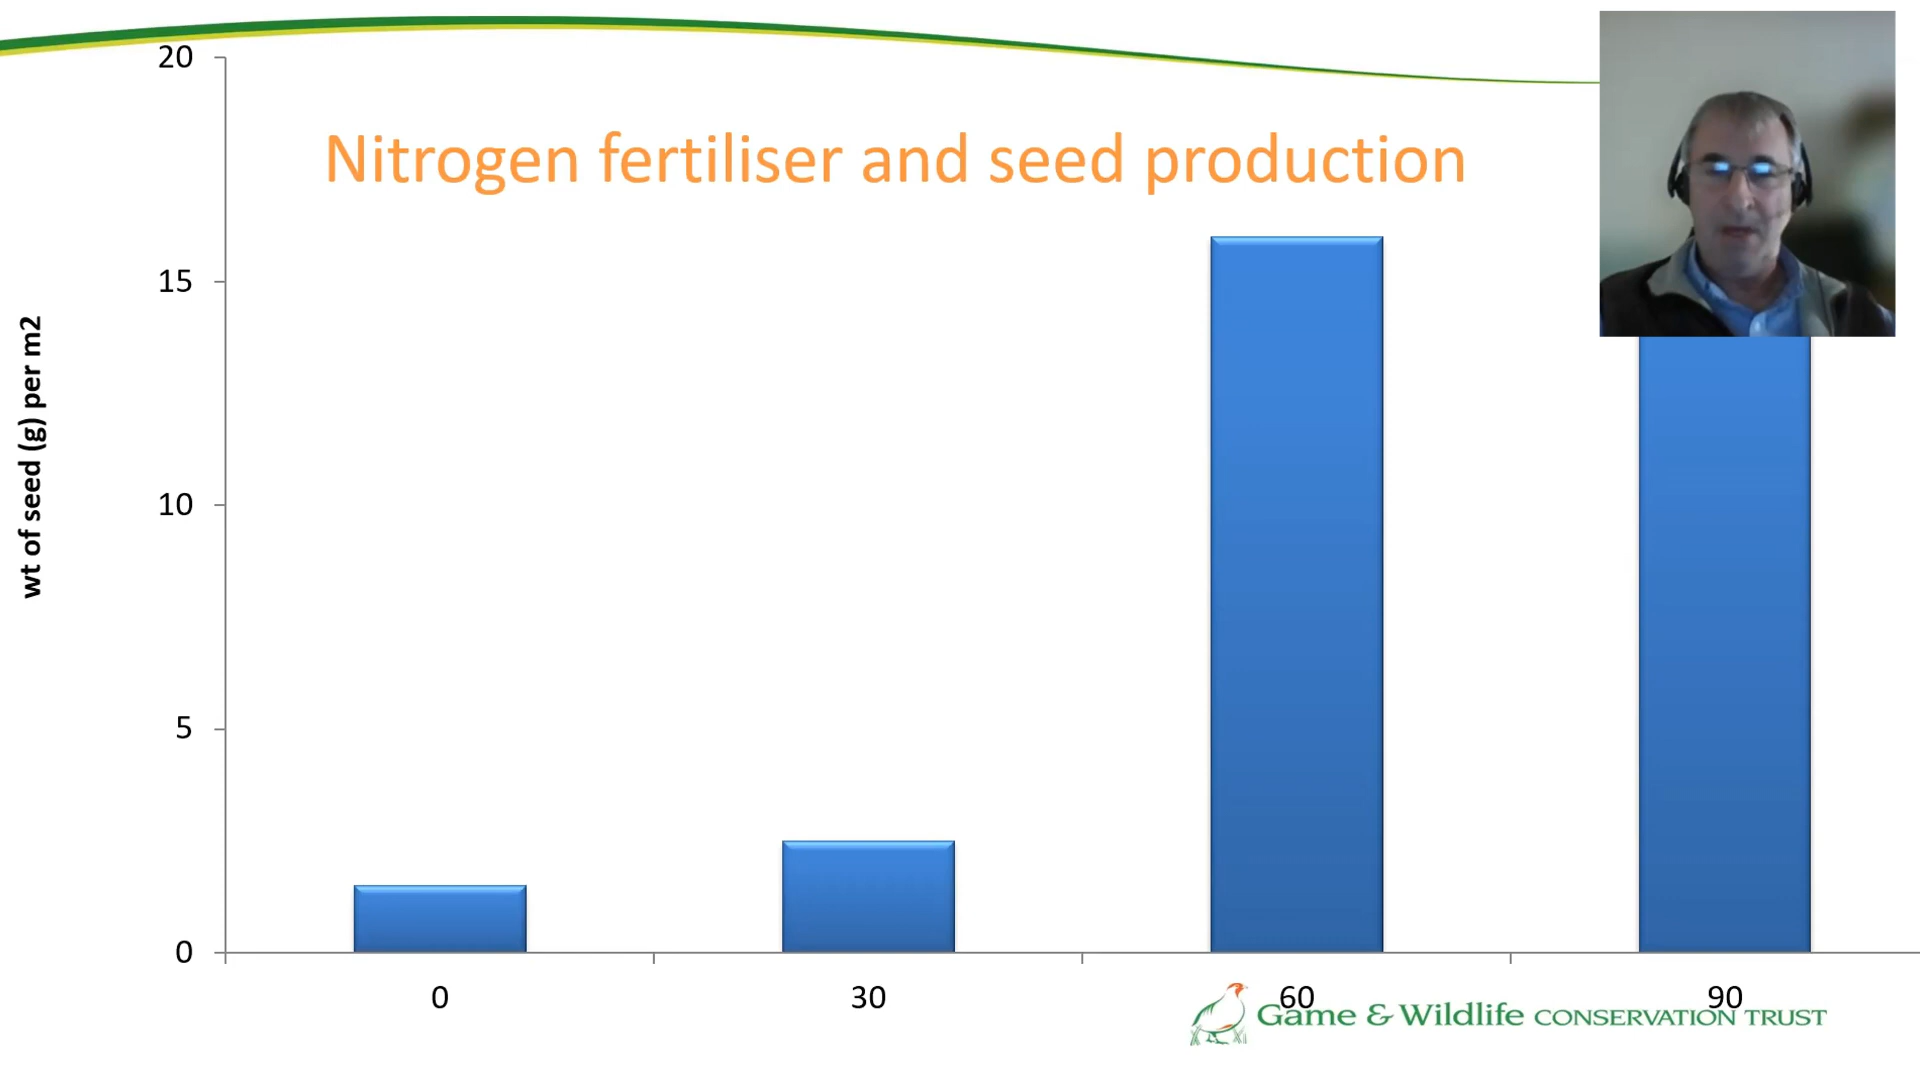 Nitrogen fertiliser and seed production
wt of seed (g) per m2
20
15
10
5
0
0 30 60 90
Game & Wildlife CONSERVATION TRUST